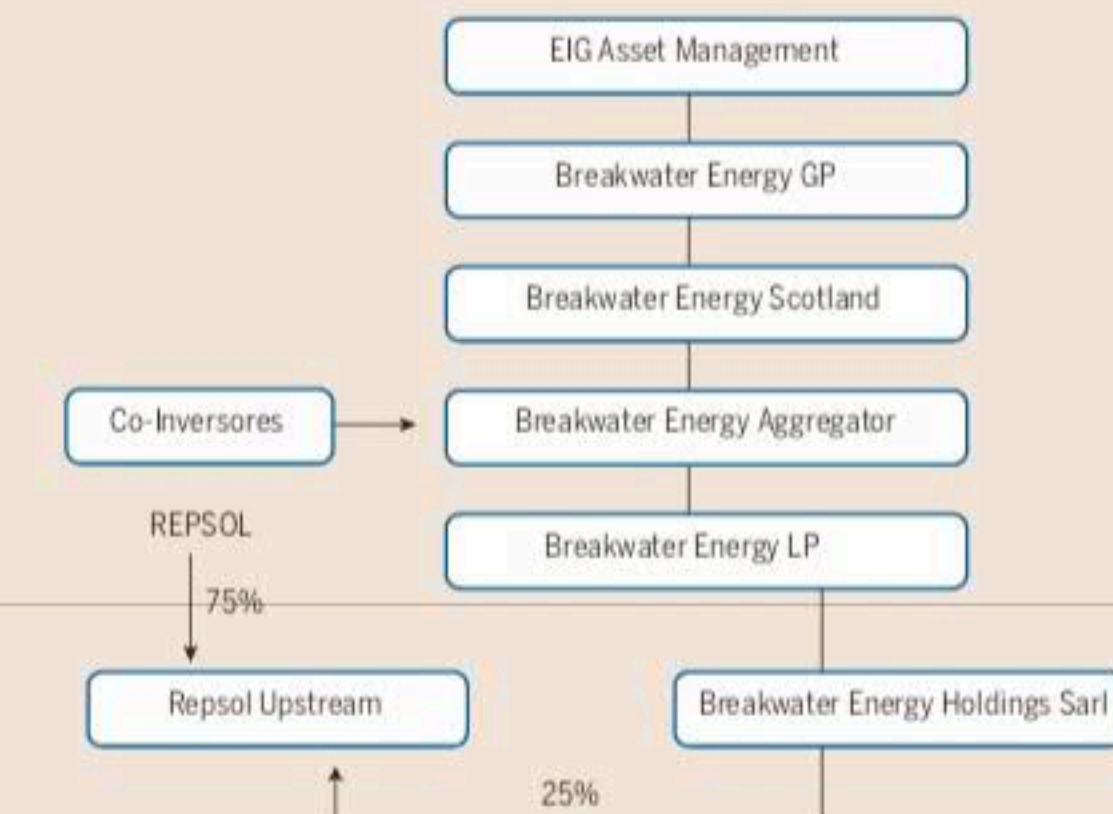 EIG Asset Management
Breakwater Energy GP
Breakwater Energy Scotland
Co-Inversores
Breakwater Energy Aggregator
REPSOL
Breakwater Energy LP
75%
Repsol Upstream
Breakwater Energy Holdings Sarl
25%